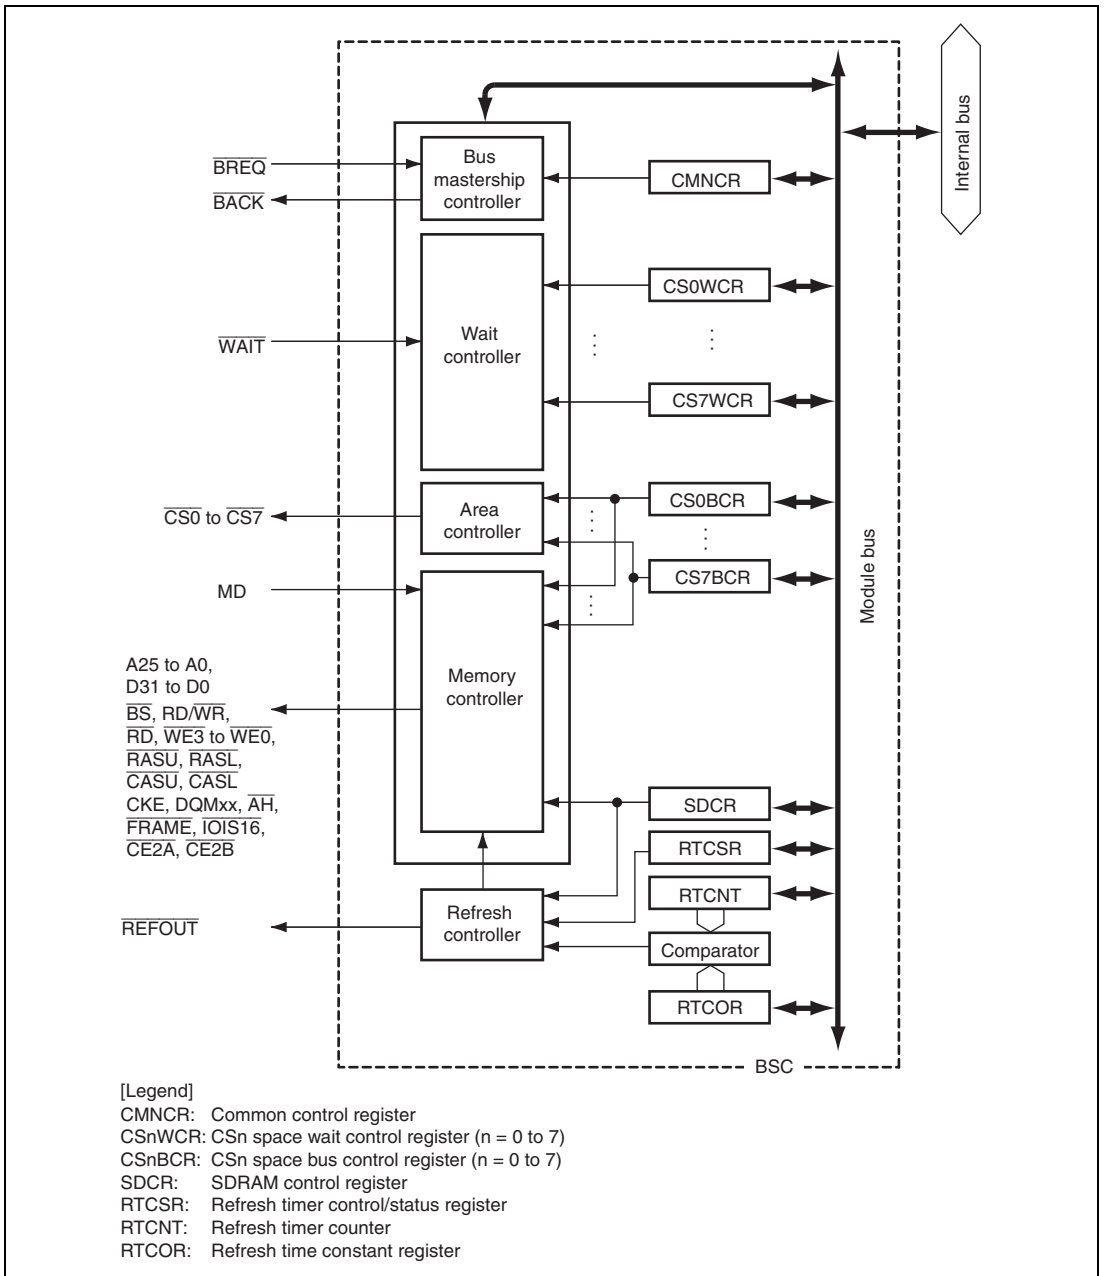 Internal bus
BREQ
BACK
Bus
mastership
controller
CMNCR
CS0WCR
WAIT
Wait
controller
CS7WCR
CS0 to CS7
Area
controller
CS0BCR
CS7BCR
Module bus
MD
A25 to A0,
D31 to D0
BS, RD/WR,
RD, WE3 to WE0,
RASU, RASL,
CASU, CASL
CKE, DQMxx, AH,
FRAME, IOIS16,
CE2A, CE2B
Memory
controller
SDCR
RTCSR
RTCNT
REFOUT
Refresh
controller
Comparator
RTCOR
BSC
[Legend]
CMNCR: Common control register
CSnWCR: CSn space wait control register (n = 0 to 7)
CSnBCR: CSn space bus control register (n = 0 to 7)
SDCR: SDRAM control register
RTCSR: Refresh timer control/status register
RTCNT: Refresh timer counter
RTCOR: Refresh time constant register